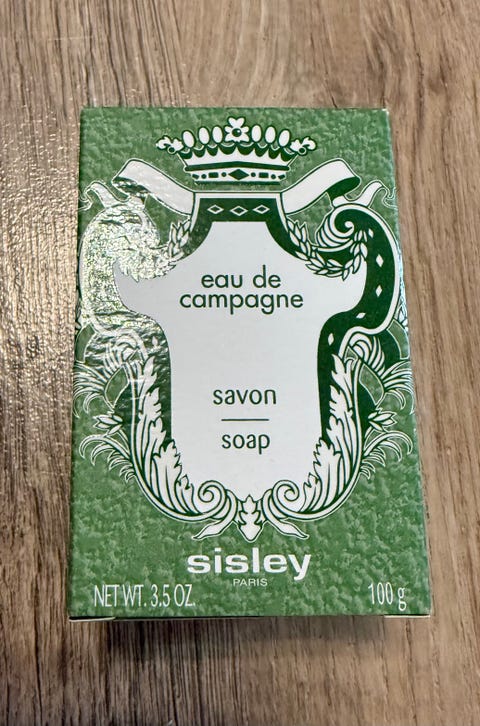 eau de
campagne
savon
soap
sisley
PARIS
NET WT. 3.5 OZ. 100 g